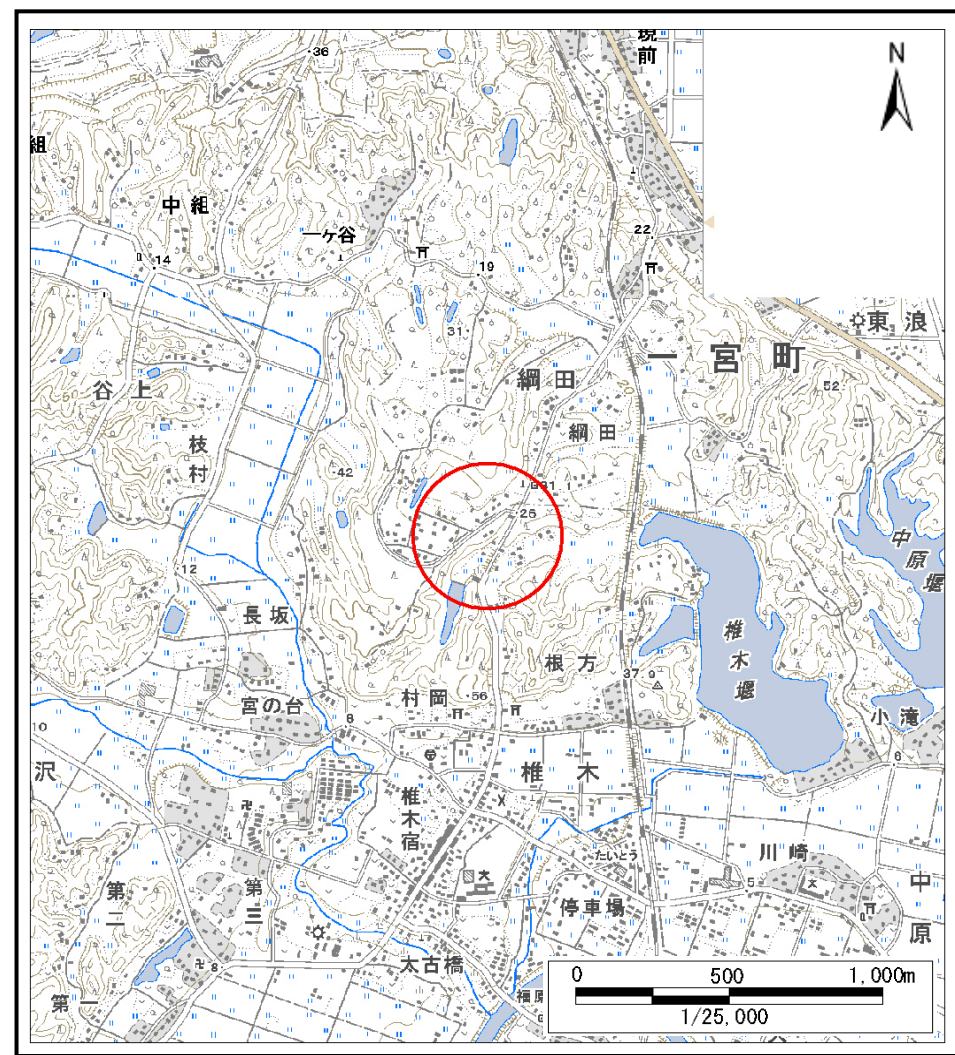 境
前
36
N
組
中組
一ヶ谷
22
14
19
東浪
31
一宮町
綱田
52
谷上
綱田
枝村
42
25
中原堰
12
長坂
椎木堰
根方
37.9
村岡
56
宮の台
小滝
8
10
6
沢
椎木
椎木宿
たいとう
川崎
5
第二
第三
中原
停車場
太古橋
8
第一
福原
0 500 1,000m
1/25,000